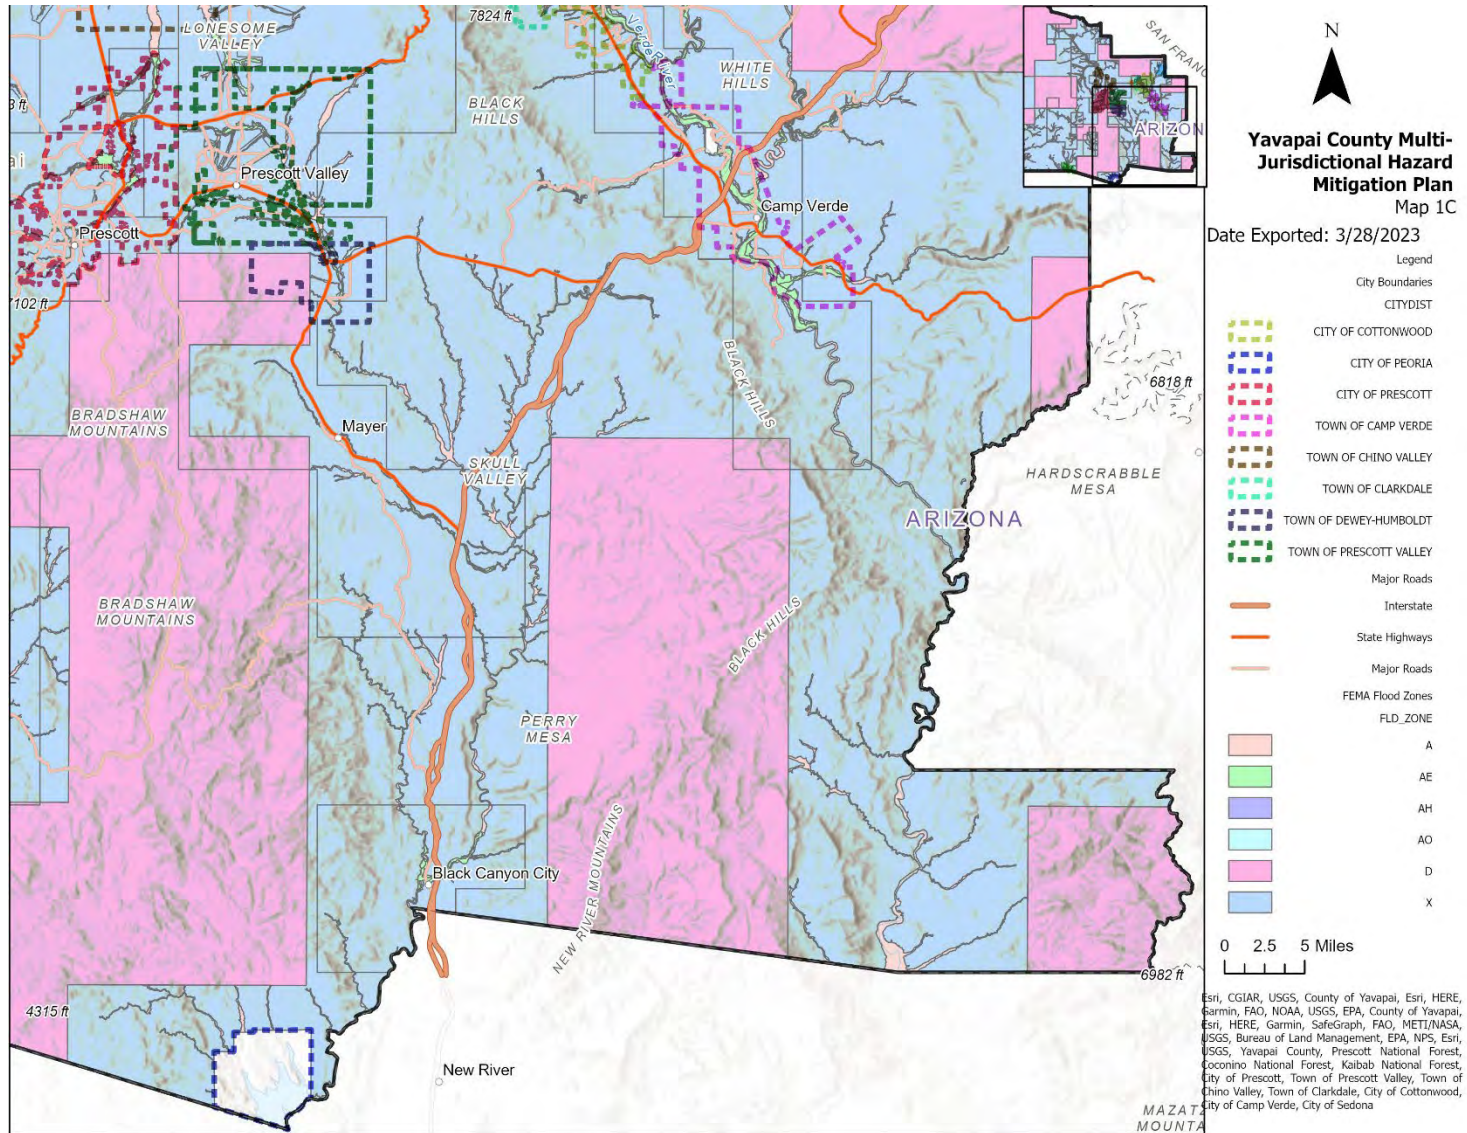 7824 ft
LONESOME
VALLEY
Verde River
WHITE
HILLS
BLACK
HILLS
Prescott Valley
Prescott
Camp Verde
7102 ft
BLACK HILLS
BRADSHAW
MOUNTAINS
Mayer
SKULL
VALLEY
6818 ft
HARDSCRABBLE
MESA
ARIZONA
BRADSHAW
MOUNTAINS
BLACK HILLS
PERRY
MESA
NEW RIVER MOUNTAINS
Black Canyon City
6982 ft
4315 ft
New River
MAZATZ
MOUNTA
SAN FRANC
ARIZON
N
Yavapai County Multi-
Jurisdictional Hazard
Mitigation Plan
Map 1C
Date Exported: 3/28/2023
Legend
City Boundaries
CITYDIST
CITY OF COTTONWOOD
CITY OF PEORIA
CITY OF PRESCOTT
TOWN OF CAMP VERDE
TOWN OF CHINO VALLEY
TOWN OF CLARKDALE
TOWN OF DEWEY-HUMBOLDT
TOWN OF PRESCOTT VALLEY
Major Roads
Interstate
State Highways
Major Roads
FEMA Flood Zones
FLD_ZONE
A
AE
AH
AO
D
X
0 2.5 5 Miles
Esri, CGIAR, USGS, County of Yavapai, Esri, HERE,
Garmin, FAO, NOAA, USGS, EPA, County of Yavapai,
Esri, HERE, Garmin, SafeGraph, FAO, METI/NASA,
USGS, Bureau of Land Management, EPA, NPS, Esri,
USGS, Yavapai County, Prescott National Forest,
Coconino National Forest, Kaibab National Forest,
City of Prescott, Town of Prescott Valley, Town of
Chino Valley, Town of Clarkdale, City of Cottonwood,
City of Camp Verde, City of Sedona